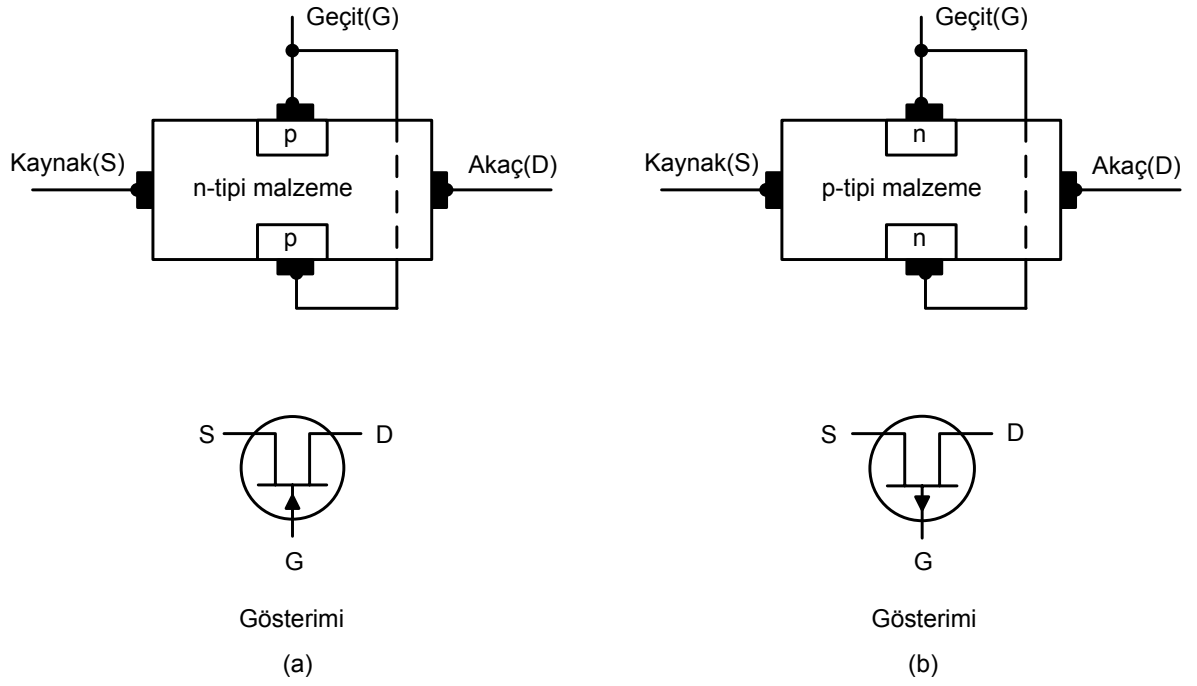 Geçit(G)
p
Kaynak(S)
n-tipi malzeme
Akaç(D)
p
S
D
G
Gösterimi
(a)
Geçit(G)
n
Kaynak(S)
p-tipi malzeme
Akaç(D)
n
S
D
G
Gösterimi
(b)